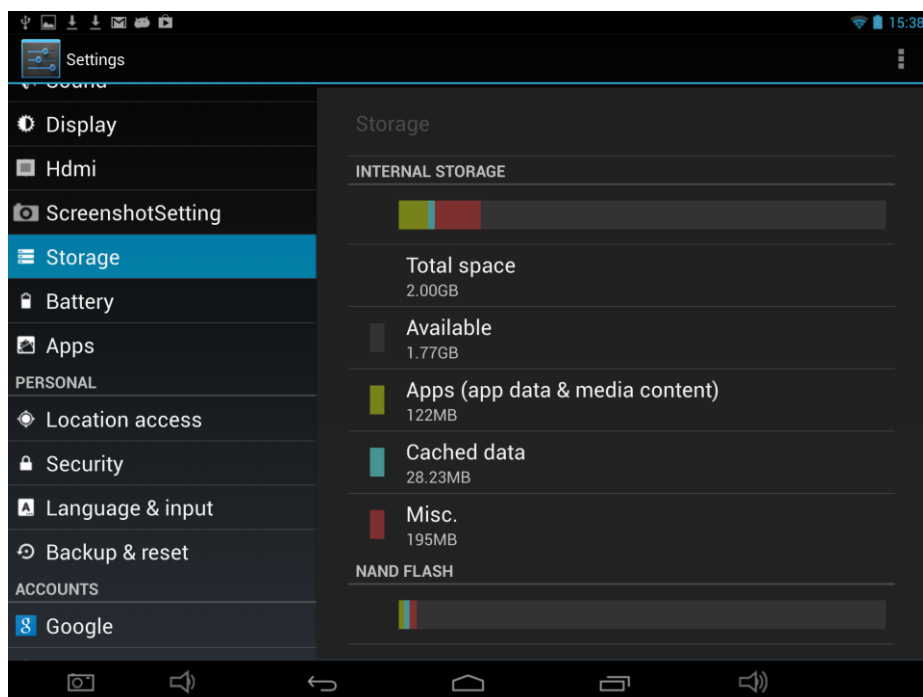 15:38
Settings
Sound
Display
Hdmi
ScreenshotSetting
Storage
Battery
Apps
PERSONAL
Location access
Security
Language & input
Backup & reset
ACCOUNTS
Google
Storage
INTERNAL STORAGE
Total space
2.00GB
Available
1.77GB
Apps (app data & media content)
122MB
Cached data
28.23MB
Misc.
195MB
NAND FLASH